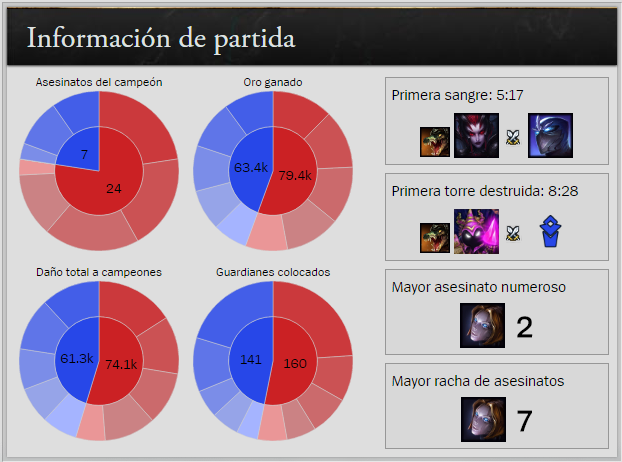 Información de partida
Asesinatos del campeón
7
24
Oro ganado
63.4k
79.4k
Daño total a campeones
61.3k
74.1k
Guardianes colocados
141
160
Primera sangre: 5:17
Primera torre destruida: 8:28
Mayor asesinato numeroso
2
Mayor racha de asesinatos
7